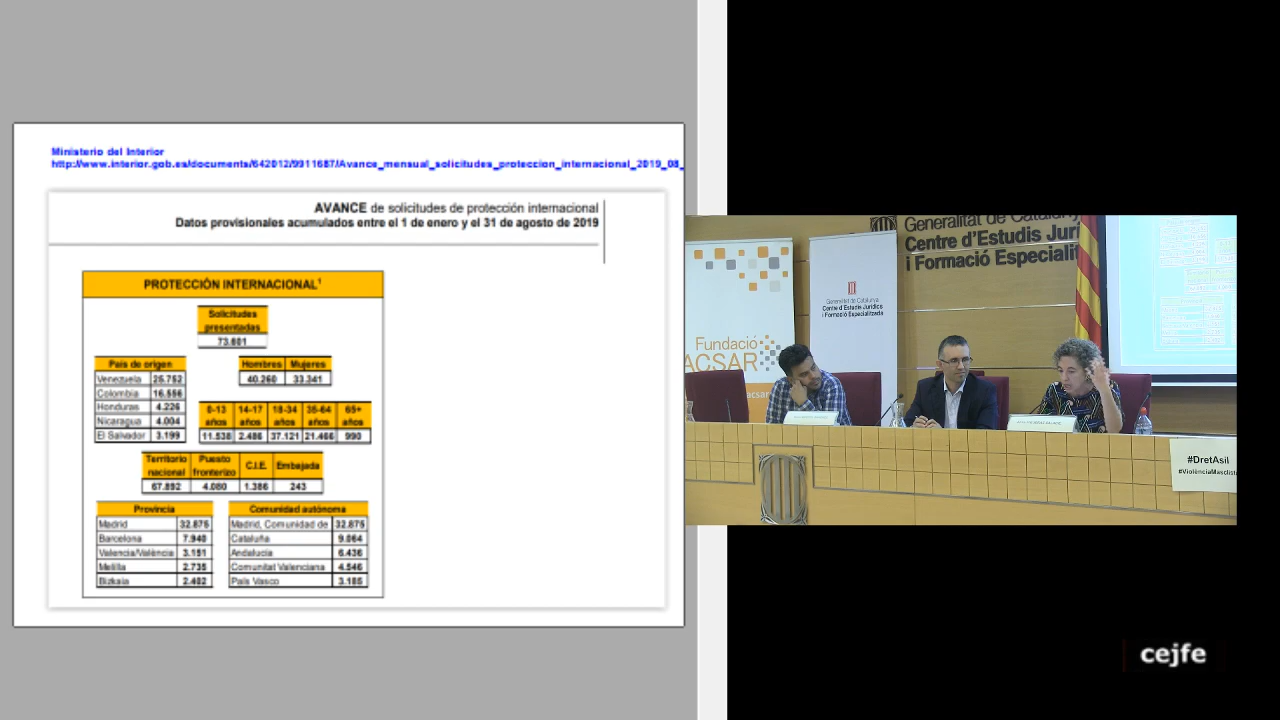 Ministerio del Interior
http://www.interior.gob.es/documents/642012/9911687/Avance_mensual_solicitudes_proteccion_internacional_2019_08_
AVANCE de solicitudes de protección internacional
Datos provisionales acumulados entre el 1 de enero y el 31 de agosto de 2019
PROTECCIÓN INTERNACIONAL¹
Solicitudes
presentadas
73.601
País de origen
Venezuela 25.752
Colombia 16.556
Honduras 4.226
Nicaragua 4.004
El Salvador 3.199
Hombres Mujeres
40.260 33.341
0-13 14-17 18-34 35-64 65+
años años años años años
11.538 2.486 37.121 21.466 990
Territorio Puesto C.I.E. Embajada
nacional fronterizo
67.892 4.080 1.386 243
Provincia
Madrid 32.875
Barcelona 7.940
Valencia/València 3.151
Melilla 2.735
Bizkaia 2.402
Comunidad autónoma
Madrid, Comunidad de 32.875
Cataluña 9.064
Andalucía 6.436
Comunitat Valenciana 4.546
País Vasco 3.185
Generalitat de Catalunya
Centre d'Estudis Jurí
i Formació Especialit
Generalitat de Catalunya
Centre d'Estudis Jurídics
i Formació Especialitzada
Fundació
ACSAR
acsar
#DretAsil
#ViolènciaMasclist
cejfe